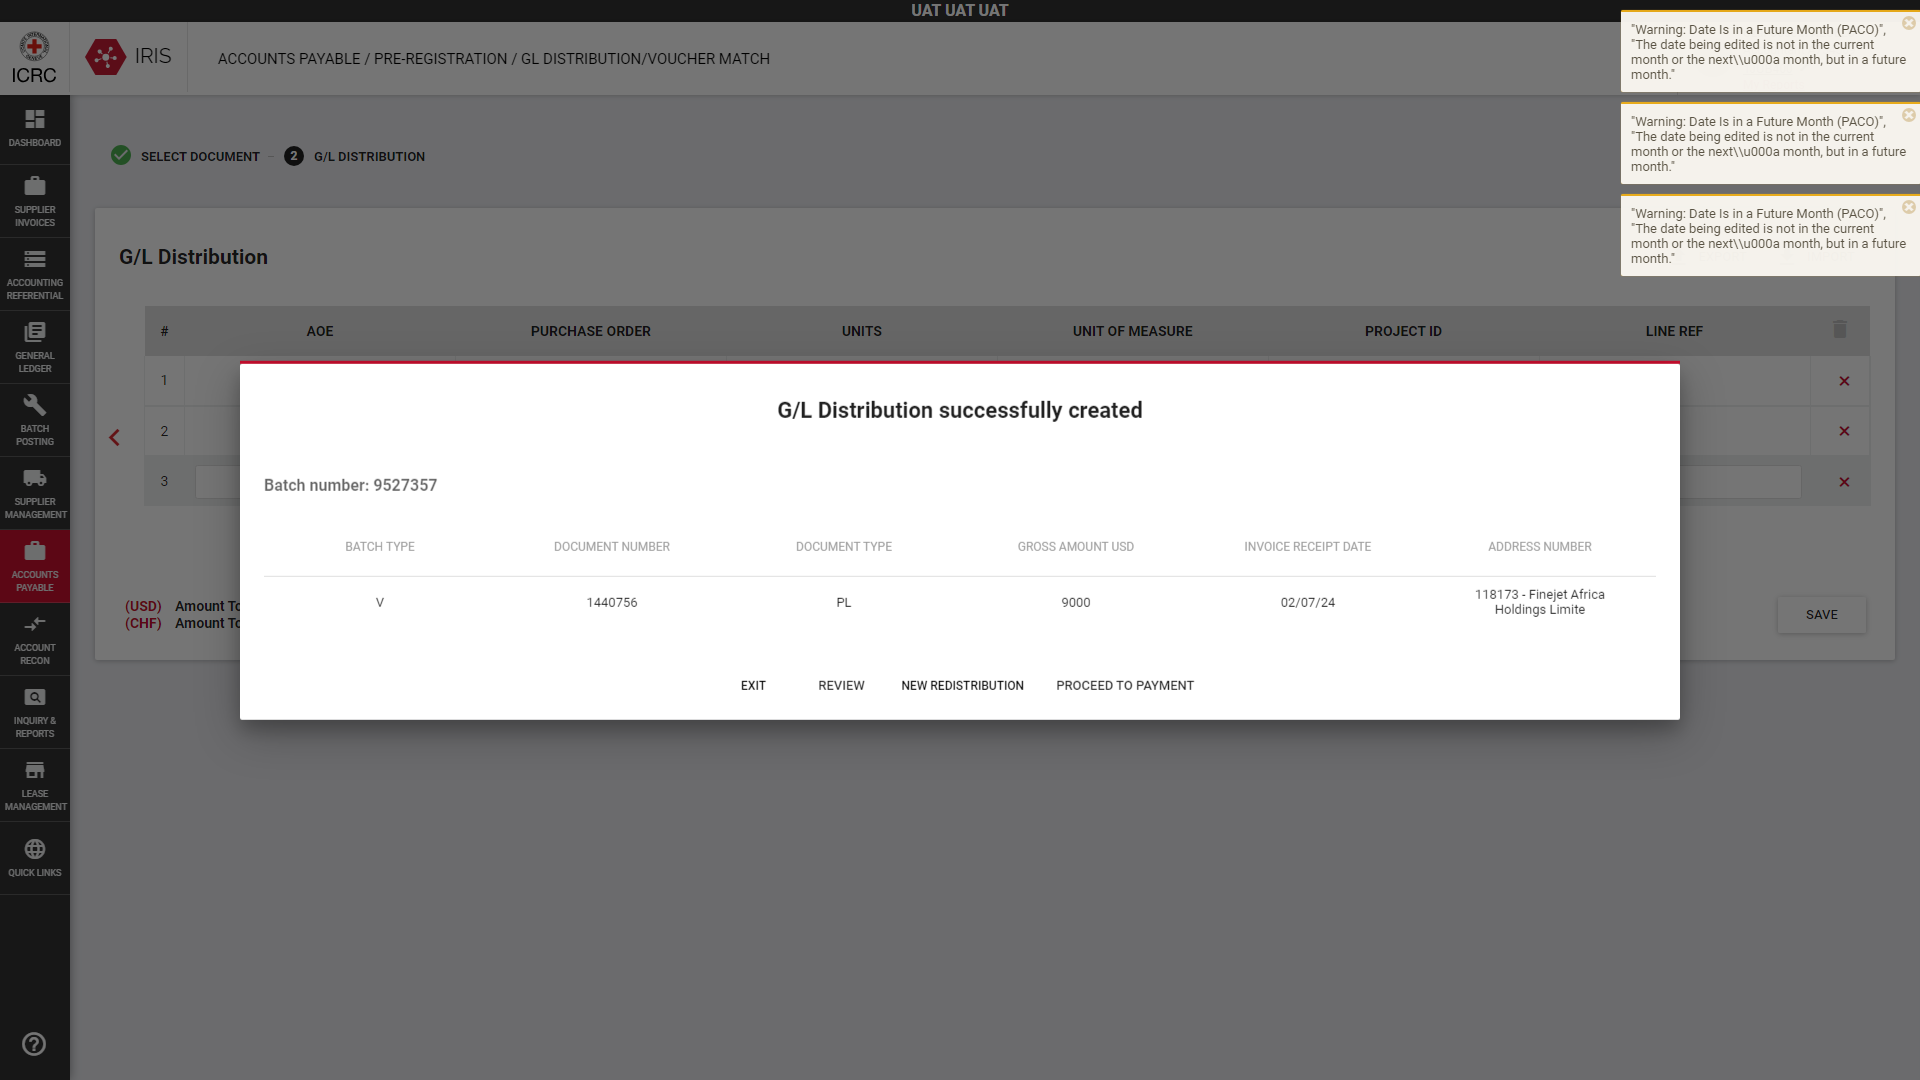 UAT UAT UAT
ICRC
IRIS
ACCOUNTS PAYABLE / PRE-REGISTRATION / GL DISTRIBUTION/VOUCHER MATCH
"Warning: Date Is in a Future Month (PACO)",
"The date being edited is not in the current
month or the next\\u000a month, but in a future
month."
"Warning: Date Is in a Future Month (PACO)",
"The date being edited is not in the current
month or the next\\u000a month, but in a future
month."
"Warning: Date Is in a Future Month (PACO)",
"The date being edited is not in the current
month or the next\\u000a month, but in a future
month."
DASHBOARD
SUPPLIER
INVOICES
ACCOUNTING
REFERENTIAL
GENERAL
LEDGER
BATCH
POSTING
SUPPLIER
MANAGEMENT
ACCOUNTS
PAYABLE
ACCOUNT
RECON
INQUIRY &
REPORTS
LEASE
MANAGEMENT
QUICK LINKS
SELECT DOCUMENT
2 G/L DISTRIBUTION
G/L Distribution
# AOE PURCHASE ORDER UNITS UNIT OF MEASURE PROJECT ID LINE REF
1
2
3
(USD) Amount To
(CHF) Amount To
SAVE
G/L Distribution successfully created
Batch number: 9527357
BATCH TYPE DOCUMENT NUMBER DOCUMENT TYPE GROSS AMOUNT USD INVOICE RECEIPT DATE ADDRESS NUMBER
V 1440756 PL 9000 02/07/24 118173 - Finejet Africa
Holdings Limite
EXIT REVIEW NEW REDISTRIBUTION PROCEED TO PAYMENT